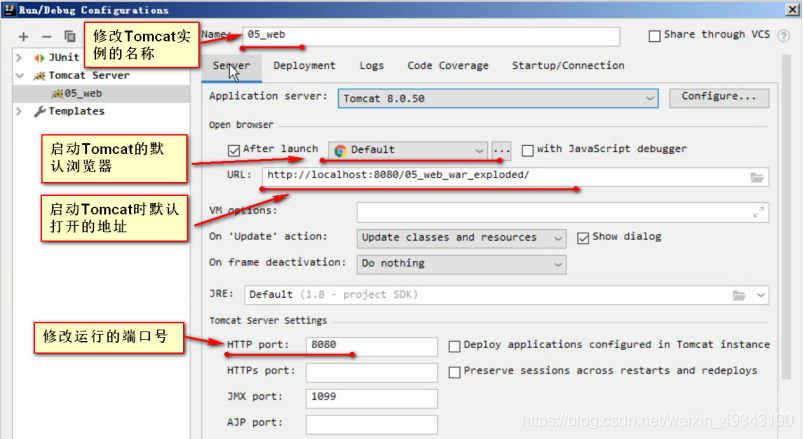 Run/Debug Configurations
修改Tomcat实
例的名称
Name: 05_web
Share through VCS
JUnit
Tomcat Server
05_web
Templates
Server Deployment Logs Code Coverage Startup/Connection
Application server: Tomcat 8.0.50 Configure...
Open browser
启动Tomcat的默
认浏览器
After launch Default ... with JavaScript debugger
URL: http://localhost:8080/05_web_war_exploded/
启动Tomcat时默认
打开的地址
VM options:
On 'Update' action: Update classes and resources Show dialog
On frame deactivation: Do nothing
JRE: Default (1.8 - project SDK)
Tomcat Server Settings
修改运行的端口号
HTTP port: 8080 Deploy applications configured in Tomcat instance
HTTPs port: Preserve sessions across restarts and redeploys
JMX port: 1099
AJP port:
https://blog.csdn.net/weixin_49343190